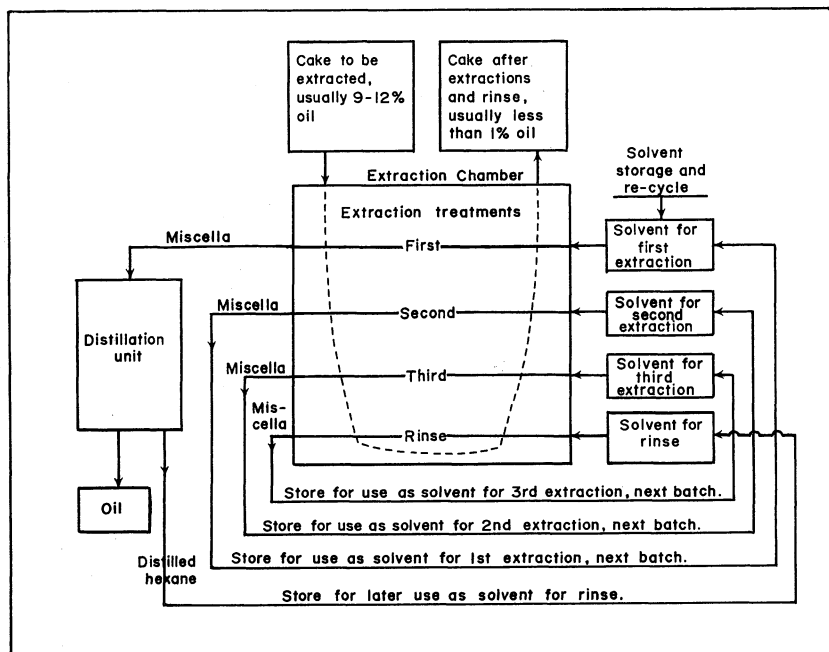 Cake to be
extracted,
usually 9-12%
oil
Cake after
extractions
and rinse,
usually less
than 1% oil
Solvent
storage and
re-cycle
Extraction Chamber
Extraction treatments
Miscella
First
Solvent for
first
extraction
Miscella
Second
Solvent for
second
extraction
Distillation
unit
Miscella
Third
Solvent for
third
extraction
Mis-
cella
Rinse
Solvent for
rinse
Store for use as solvent for 3rd extraction, next batch.
Oil
Store for use as solvent for 2nd extraction, next batch.
Distilled
hexane
Store for use as solvent for 1st extraction, next batch.
Store for later use as solvent for rinse.